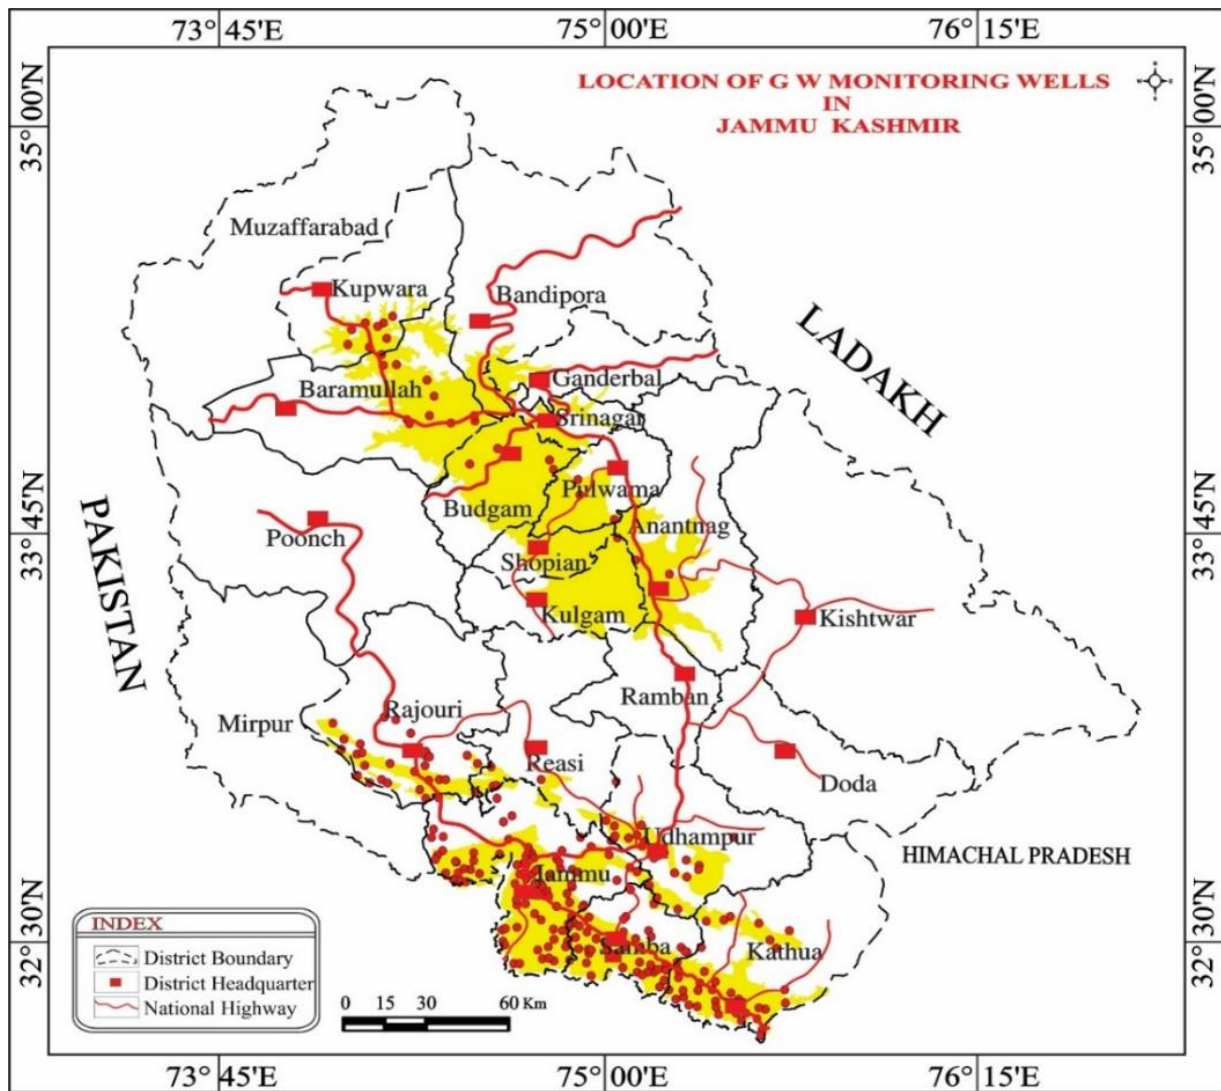 73° 45'E 75° 00'E 76° 15'E
35° 00'N
35° 00'N
LOCATION OF G W MONITORING WELLS
IN
JAMMU KASHMIR
Muzaffarabad
Kupwara
Bandipora
LADAKH
Baramullah
Ganderbal
Srinagar
Budgam
Pulwama
Anantnag
PAKISTAN
33° 45'N
33° 45'N
Poonch
Shopian
Kulgam
Kishtwar
Ramban
Mirpur
Rajouri
Reasi
Doda
Udhampur
HIMACHAL PRADESH
Jammu
Samba
Kathua
32° 30'N
32° 30'N
INDEX
District Boundary
District Headquarter
National Highway
0 15 30 60 Km
73° 45'E 75° 00'E 76° 15'E